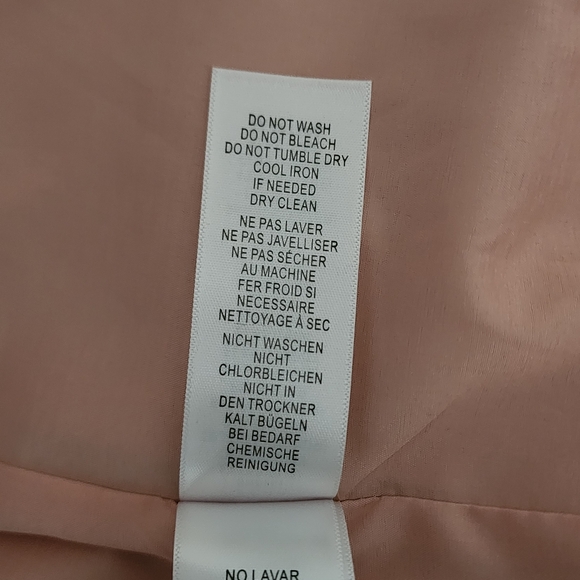 DO NOT WASH
DO NOT BLEACH
DO NOT TUMBLE DRY
COOL IRON
IF NEEDED
DRY CLEAN
NE PAS LAVER
NE PAS JAVELLISER
NE PAS SÉCHER
AU MACHINE
FER FROID SI
NECESSAIRE
NETTOYAGE À SEC
NICHT WASCHEN
NICHT
CHLORBLEICHEN
NICHT IN
DEN TROCKNER
KALT BÜGELN
BEI BEDARF
CHEMISCHE
REINIGUNG
NO LAVAR